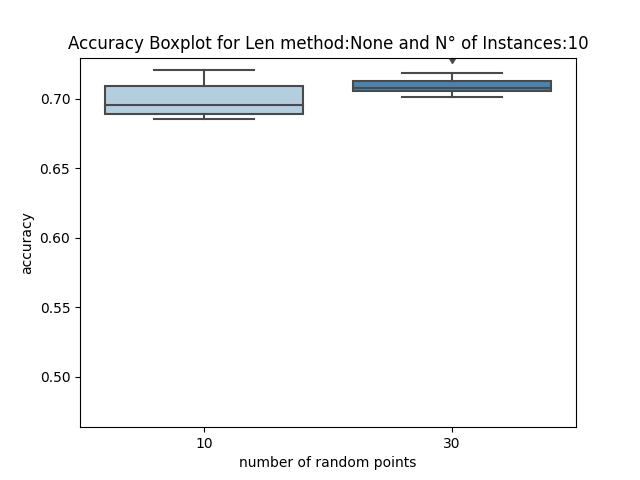 Accuracy Boxplot for Len method:None and N° of Instances:10
0.70
0.65
0.60
0.55
0.50
accuracy
10
30
number of random points